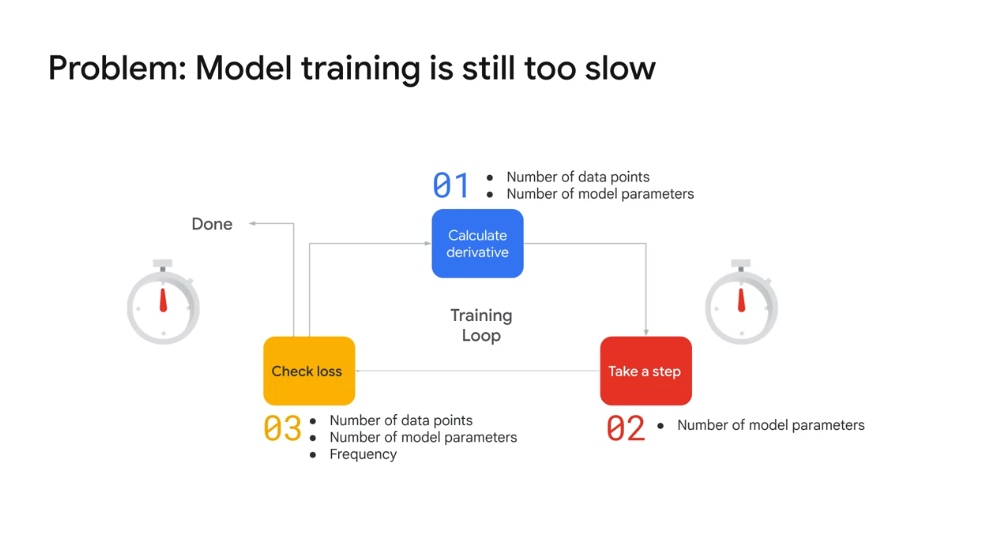 Problem: Model training is still too slow
01
• Number of data points
• Number of model parameters
Done
Calculate
derivative
Training
Loop
Check loss
Take a step
03
• Number of data points
• Number of model parameters
• Frequency
02
• Number of model parameters